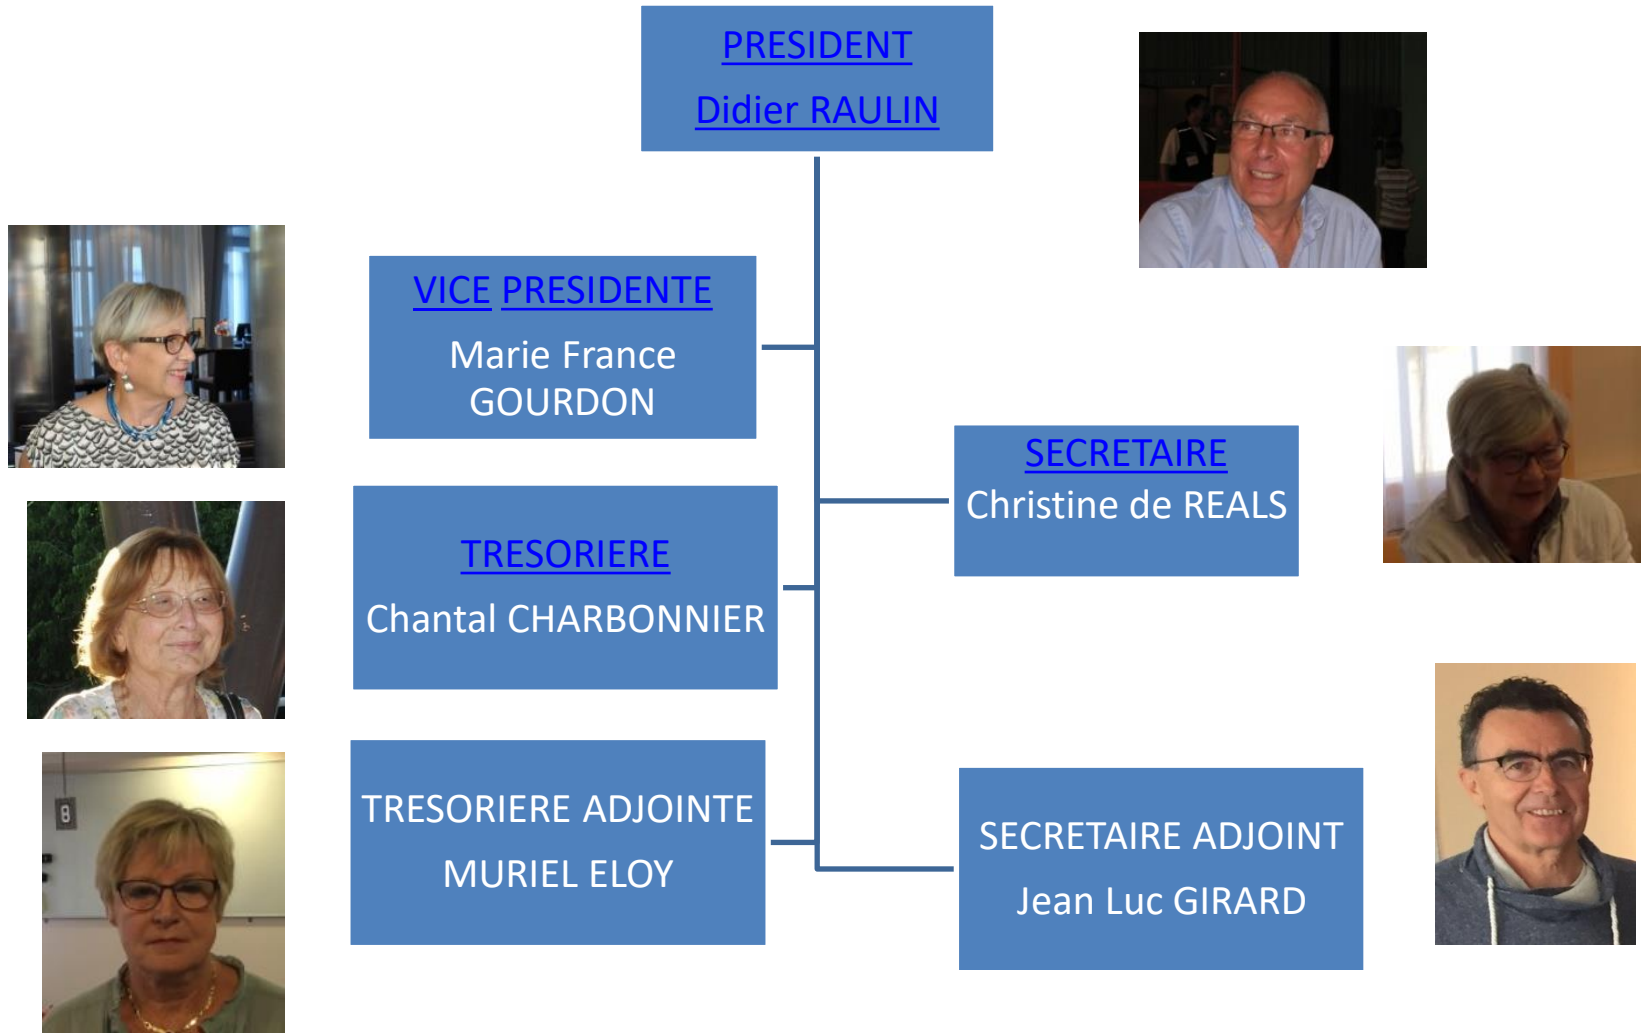 PRESIDENT
Didier RAULIN
VICE PRESIDENTE
Marie France
GOURDON
SECRETAIRE
Christine de REALS
TRESORIERE
Chantal CHARBONNIER
TRESORIERE ADJOINTE
MURIEL ELOY
SECRETAIRE ADJOINT
Jean Luc GIRARD